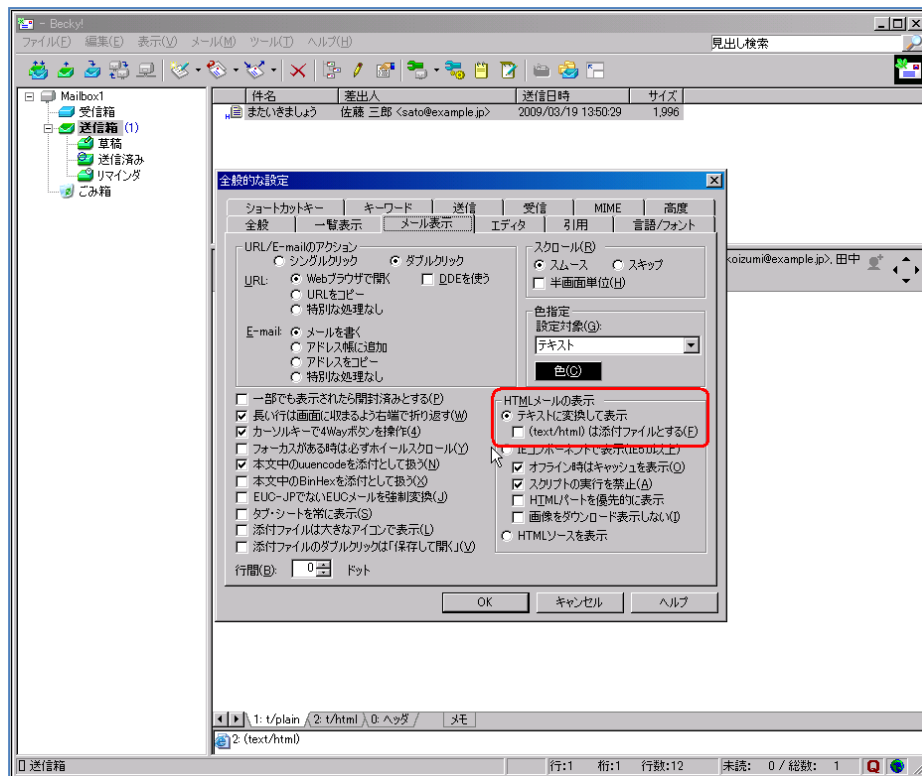 - Becky!
ファイル(F) 編集(E) 表示(V) メール(M) ツール(T) ヘルプ(H)
見出し検索
Mailbox1
受信箱
送信箱 (1)
草稿
送信済み
リマインダ
ごみ箱
件名 差出人 送信日時 サイズ
またいきましょう 佐藤 三郎 <sato@example.jp> 2009/03/19 13:50:29 1,996
<oizumi@example.jp>, 田中
全般的な設定
ショートカットキー キーワード 送信 受信 MIME 高度
全般 一覧表示 メール表示 エディタ 引用 言語/フォント
URL/E-mailのアクション
シングルクリック ダブルクリック
URL: Webブラウザで開く DDEを使う
URLをコピー
特別な処理なし
E-mail: メールを書く
アドレス帳に追加
アドレスをコピー
特別な処理なし
スクロール(R)
スムース スキップ
半画面単位(H)
色指定
設定対象(G):
テキスト
色(C)
一部でも表示されたら開封済みとする(P)
長い行は画面に収まるよう右端で折り返す(W)
カーソルキーで4Wayボタンを操作(4)
フォーカスがある時は必ずホイールスクロール(Y)
本文中のuuencodeを添付として扱う(N)
本文中のBinHexを添付として扱う(X)
EUC-JPでないEUCメールを強制変換(J)
タブ・シートを常に表示(S)
添付ファイルは大きなアイコンで表示(L)
添付ファイルのダブルクリックは「保存して開く」(V)
行間(B): 0 ドット
HTMLメールの表示
テキストに変換して表示
(text/html) は添付ファイルとする(F)
IEコンポーネントで表示(IE5.0以上)
オフライン時はキャッシュを表示(O)
スクリプトの実行を禁止(A)
HTMLパートを優先的に表示
画像をダウンロード表示しない(I)
HTMLソースを表示
OK キャンセル ヘルプ
1: t/plain 2: t/html 0: ヘッダ メモ
2: (text/html)
送信箱 行:1 桁:1 行数:12 未読: 0 / 総数: 1 Q